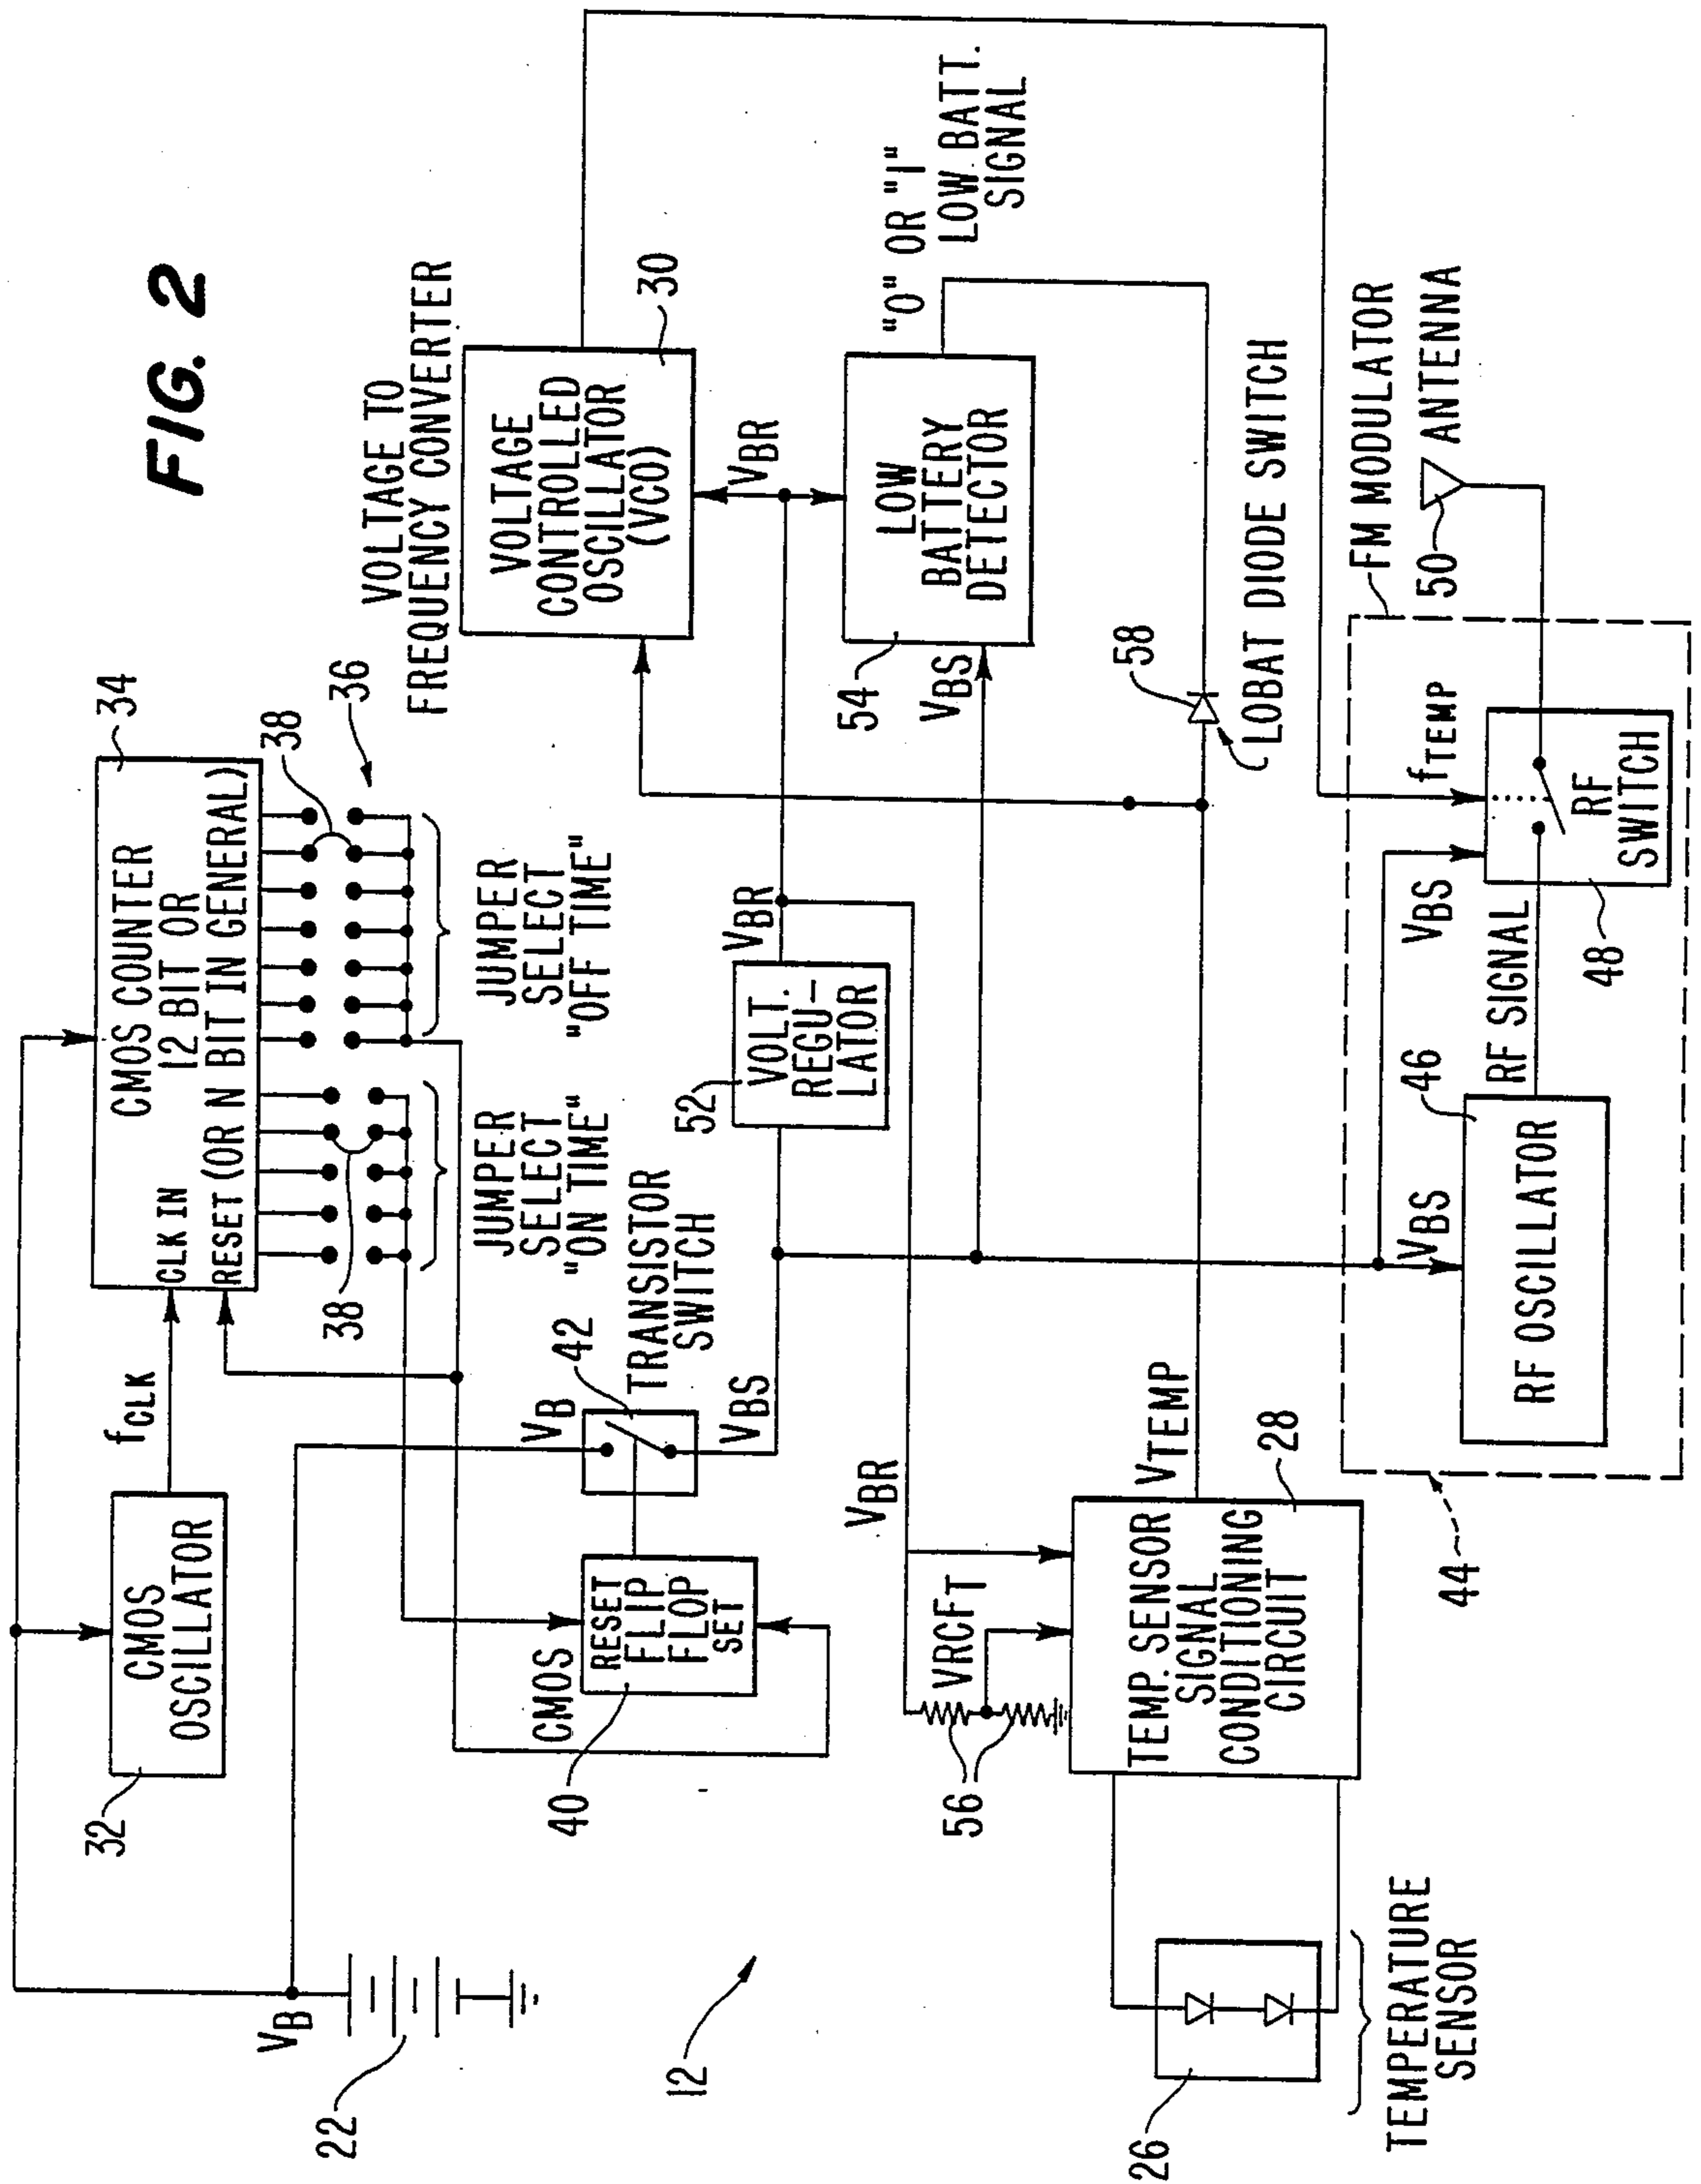 FIG. 2
34
CMOS COUNTER
12 BIT OR
(OR N BIT IN GENERAL)
CLK IN
RESET
fCLK
CMOS
OSCILLATOR
32
VB
22
38
38
36
JUMPER
SELECT
"ON TIME"
JUMPER
SELECT
"OFF TIME"
VOLTAGE TO
FREQUENCY CONVERTER
VOLTAGE
CONTROLLED
OSCILLATOR
(VCO)
30
VB
42
TRANSISTOR
SWITCH
VBS
CMOS
RESET
FLIP
FLOP
SET
40
52
VOLT.
REGU-
LATOR
VBR
VBR
LOW
BATTERY
DETECTOR
54
VBS
"0" OR "1"
LOW BATT.
SIGNAL
12
VBR
VRCFT
56
TEMP. SENSOR
SIGNAL
CONDITIONING
CIRCUIT
28
VTEMP
58
LOBAT DIODE SWITCH
26
TEMPERATURE
SENSOR
44
FM MODULATOR
VBS
46
RF OSCILLATOR
RF SIGNAL
VBS
fTEMP
RF
SWITCH
48
50
ANTENNA